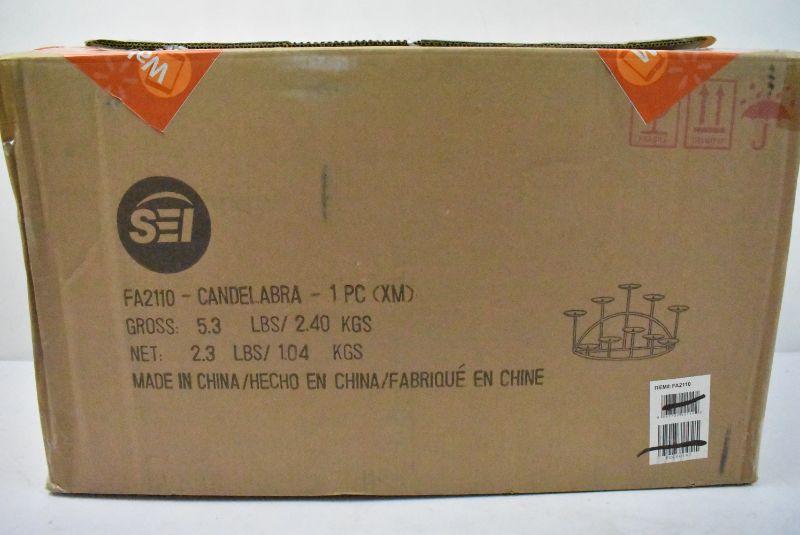 Wa
W
SEI
FA2110 - CANDELABRA - 1 PC (XM)
GROSS: 5.3 LBS/ 2.40 KGS
NET: 2.3 LBS/ 1.04 KGS
MADE IN CHINA/HECHO EN CHINA/FABRIQUÉ EN CHINE
ITEM#: FA2110